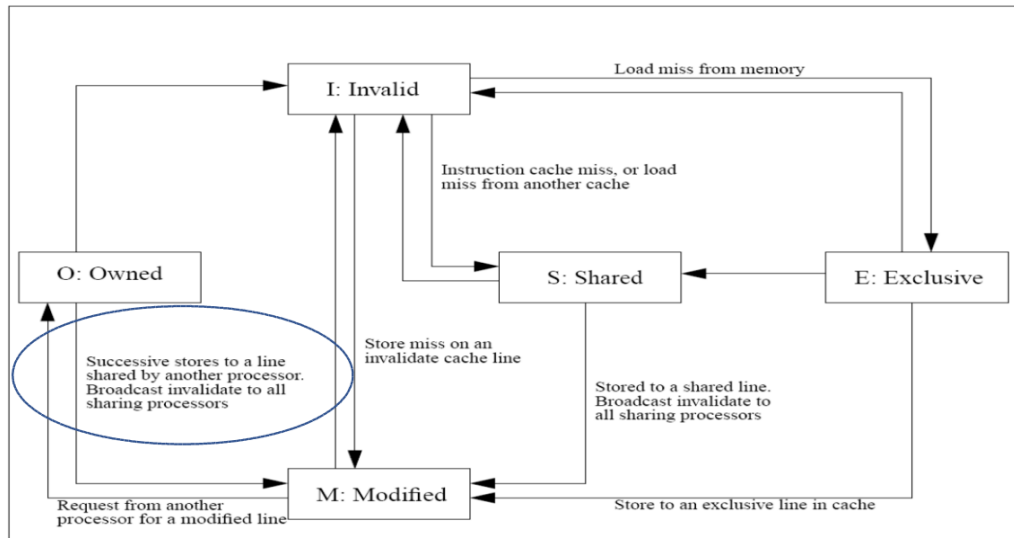 Load miss from memory
I: Invalid
Instruction cache miss, or load
miss from another cache
O: Owned
S: Shared
E: Exclusive
Successive stores to a line
shared by another processor.
Broadcast invalidate to all
sharing processors
Store miss on an
invalidate cache line
Stored to a shared line.
Broadcast invalidate to
all sharing processors
M: Modified
Request from another
processor for a modified line
Store to an exclusive line in cache